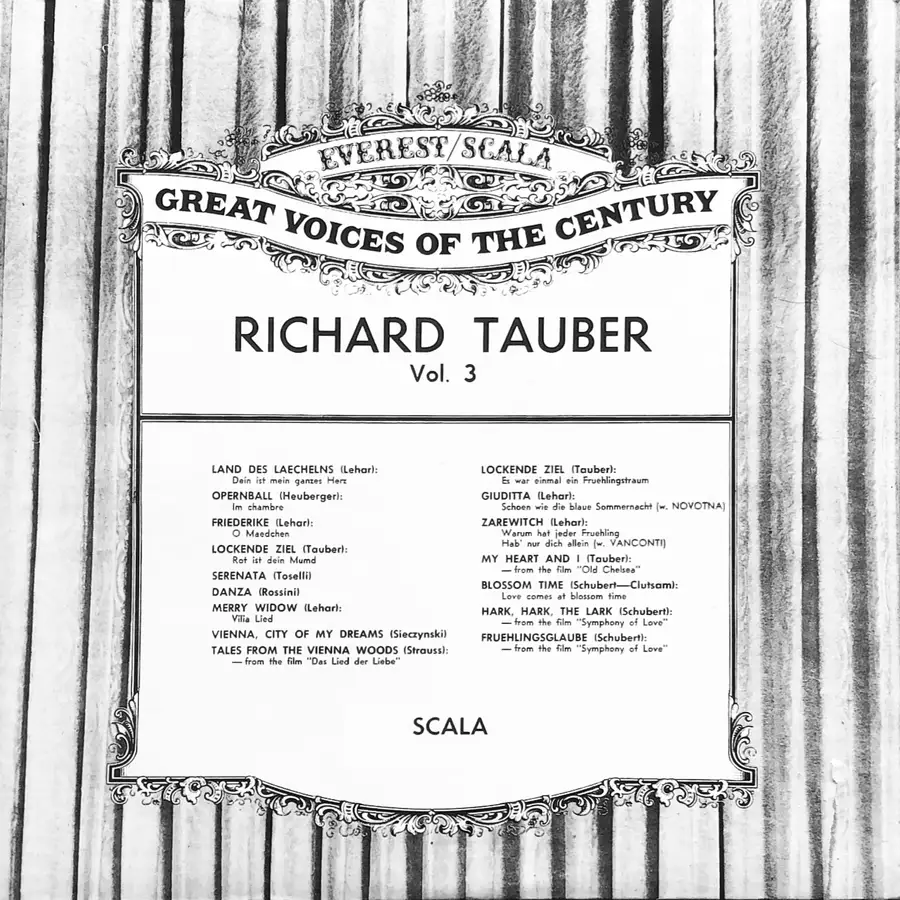 EVEREST/SCALA
GREAT VOICES OF THE CENTURY
RICHARD TAUBER
Vol. 3
LAND DES LAECHELNS (Lehar):
Dein ist mein ganzes Herz
OPERNBALL (Heuberger):
Im chambre
FRIEDERIKE (Lehar):
O Maedchen
LOCKENDE ZIEL (Tauber):
Rot ist dein Mumd
SERENATA (Toselli)
DANZA (Rossini)
MERRY WIDOW (Lehar):
Vilia Lied
VIENNA, CITY OF MY DREAMS (Sieczynski)
TALES FROM THE VIENNA WOODS (Strauss):
—from the film "Das Lied der Liebe"
LOCKENDE ZIEL (Tauber):
Es war einmal ein Fruehlingstraum
GIUDITTA (Lehar):
Schoen wie die blaue Sommernacht (w. NOVOTNA)
ZAREWITCH (Lehar):
Warum hat jeder Fruehling
Hab' nur dich allein (w. VANCONTI)
MY HEART AND I (Tauber):
—from the film "Old Chelsea"
BLOSSOM TIME (Schubert—Clutsam):
Love comes at blossom time
HARK, HARK, THE LARK (Schubert):
—from the film "Symphony of Love"
FRUEHLINGSGLAUBE (Schubert):
—from the film "Symphony of Love"
SCALA